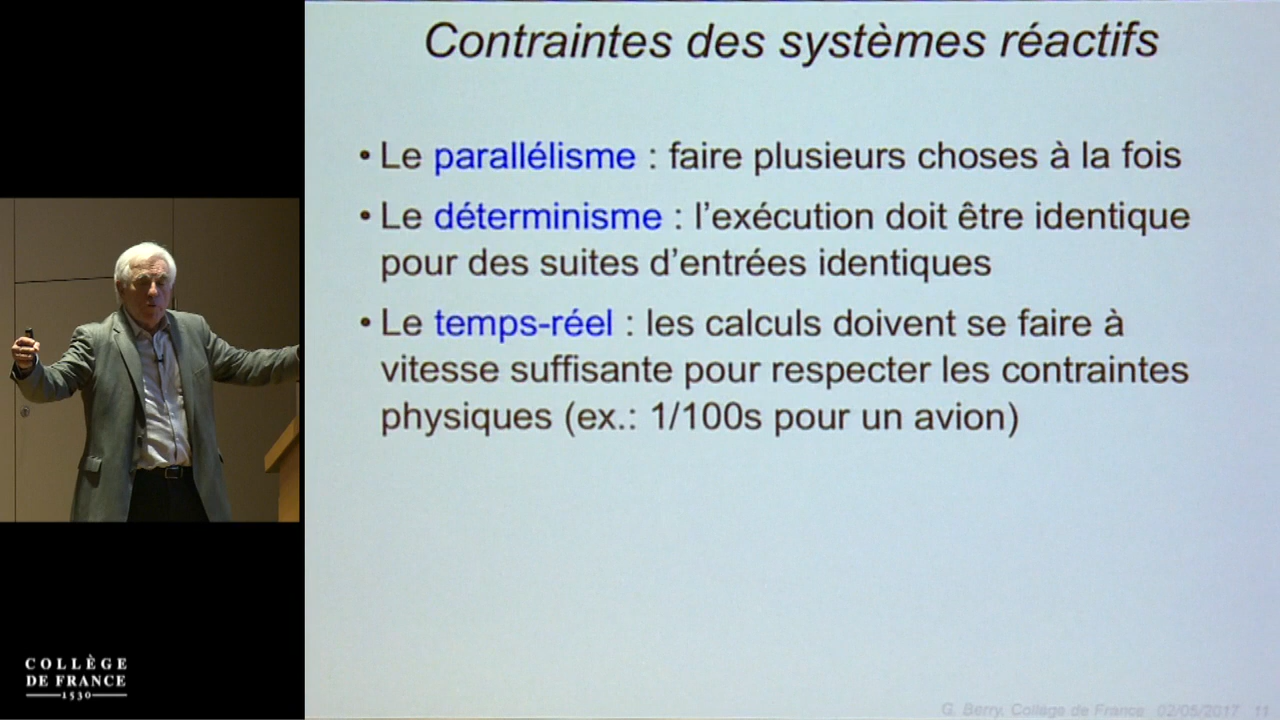 Contraintes des systèmes réactifs
• Le parallélisme : faire plusieurs choses à la fois
• Le déterminisme : l’exécution doit être identique
pour des suites d’entrées identiques
• Le temps-réel : les calculs doivent se faire à
vitesse suffisante pour respecter les contraintes
physiques (ex.: 1/100s pour un avion)
COLLÈGE
DE FRANCE
1530
G. Berry, Collège de France 02/05/2017 11